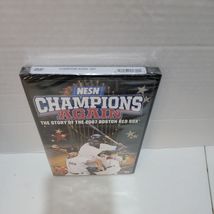 NESN
CHAMPIONS
AGAIN
THE STORY OF THE 2007 BOSTON RED SOX